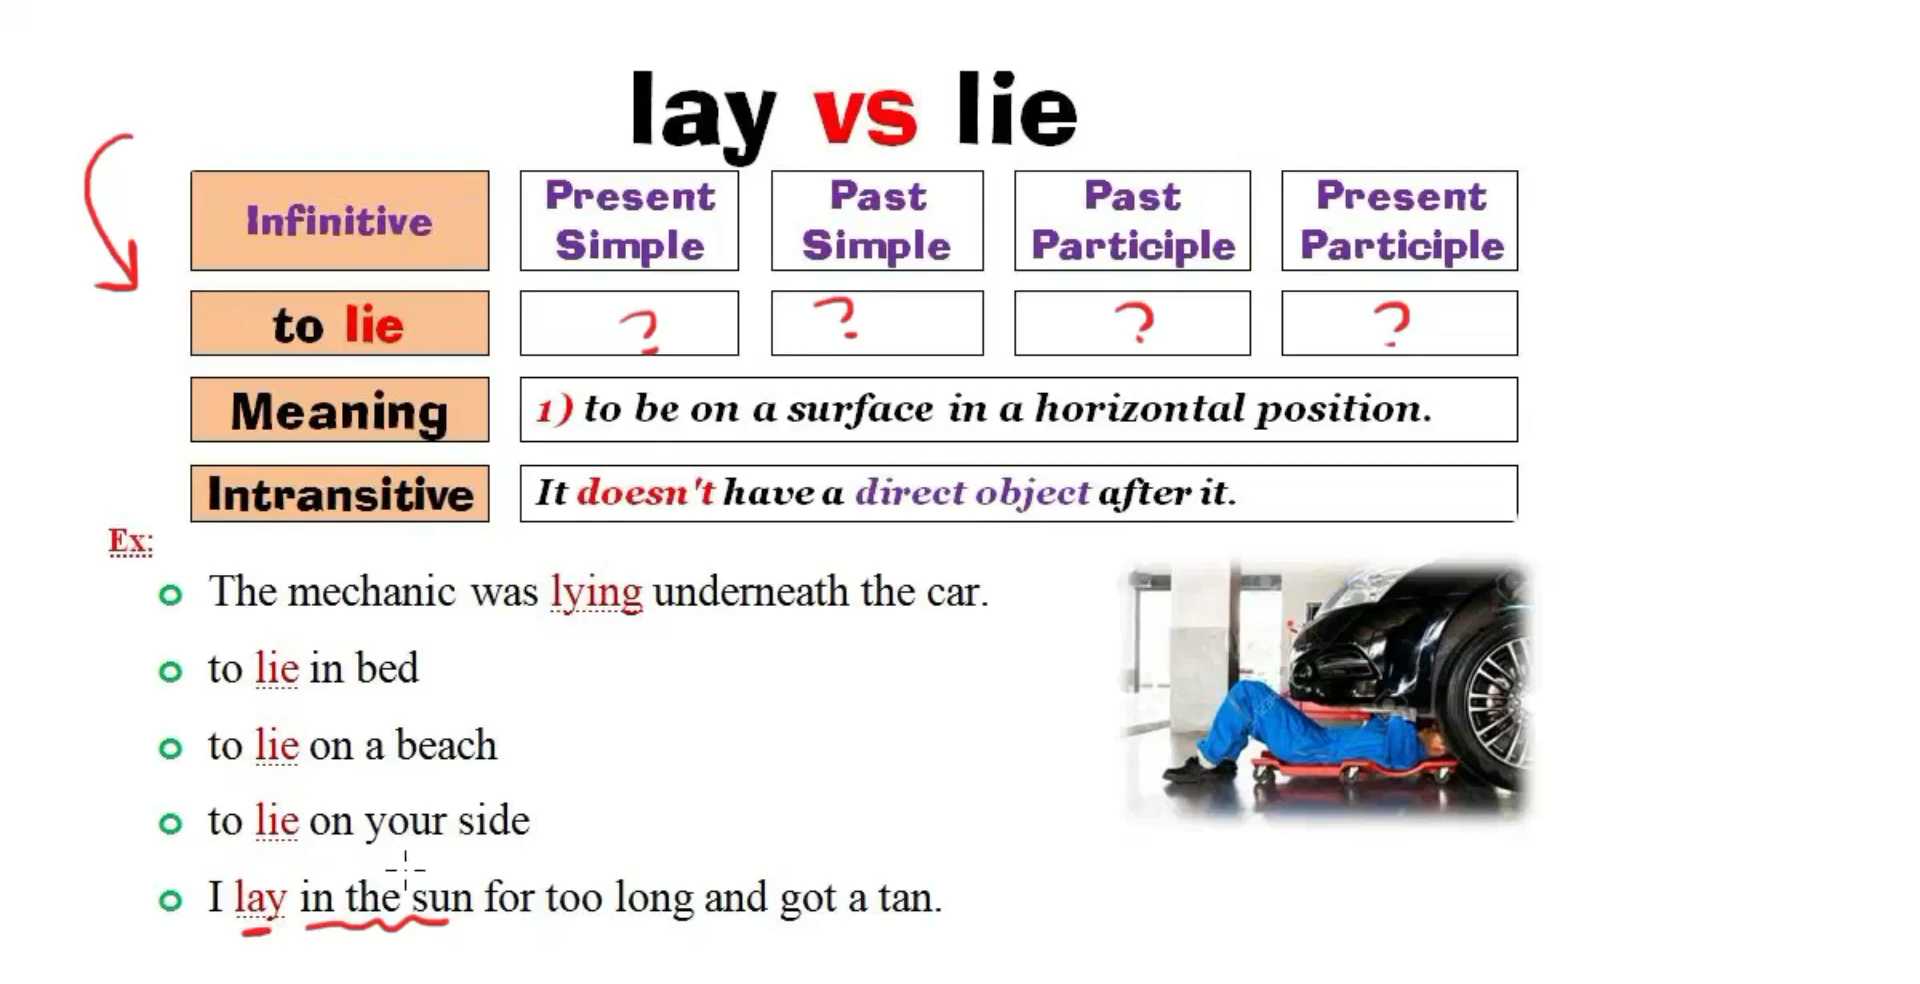 lay vs lie
Infinitive
Present Simple
Past Simple
Past Participle
Present Participle
to lie
?
?
?
?
Meaning
1) to be on a surface in a horizontal position.
Intransitive
It doesn't have a direct object after it.
Ex:
The mechanic was lying underneath the car.
to lie in bed
to lie on a beach
to lie on your side
I lay in the sun for too long and got a tan.